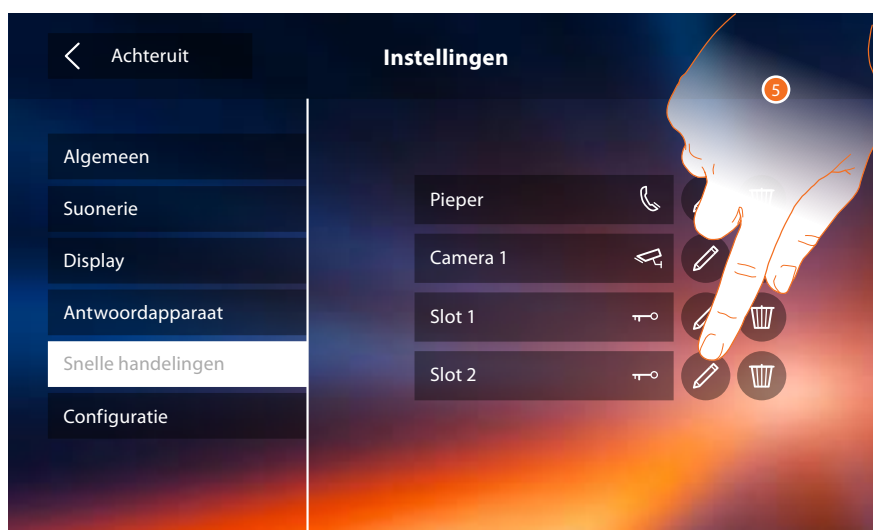 Achteruit
Instellingen
5
Algemeen
Suonerie
Display
Antwoordapparaat
Snelle handelingen
Configuratie
Pieper
Camera 1
Slot 1
Slot 2